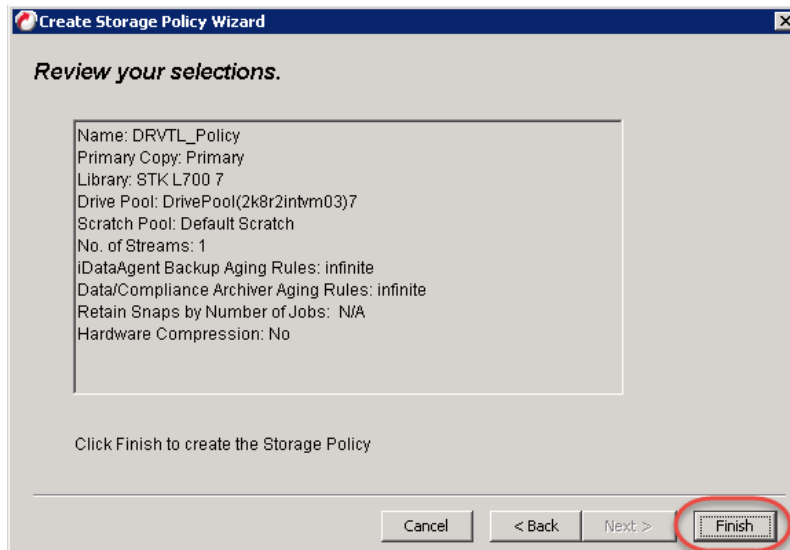 Create Storage Policy Wizard
Review your selections.
Name: DRVTL_Policy
Primary Copy: Primary
Library: STK L700 7
Drive Pool: DrivePool(2k8r2intvm03)7
Scratch Pool: Default Scratch
No. of Streams: 1
iDataAgent Backup Aging Rules: infinite
Data/Compliance Archiver Aging Rules: infinite
Retain Snaps by Number of Jobs:  N/A
Hardware Compression: No
Click Finish to create the Storage Policy
Cancel < Back Next > Finish